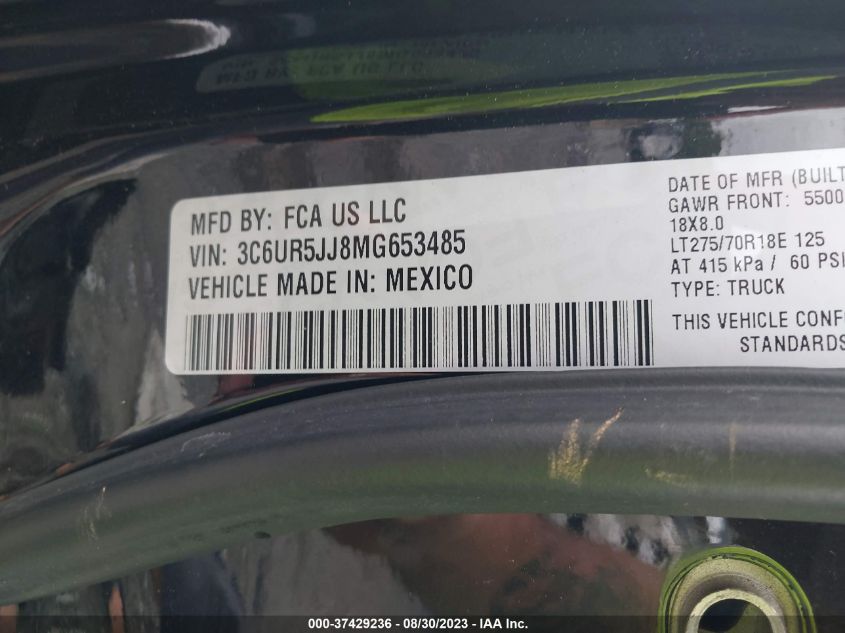 MFD BY: FCA US LLC
VIN: 3C6UR5JJ8MG653485
VEHICLE MADE IN: MEXICO
DATE OF MFR (BUILT
GAWR FRONT: 5500
18X8.0
LT275/70R18E 125
AT 415 kPa / 60 PSI
TYPE: TRUCK
THIS VEHICLE CONF
STANDARDS
000-37429236 - 08/30/2023 - IAA Inc.